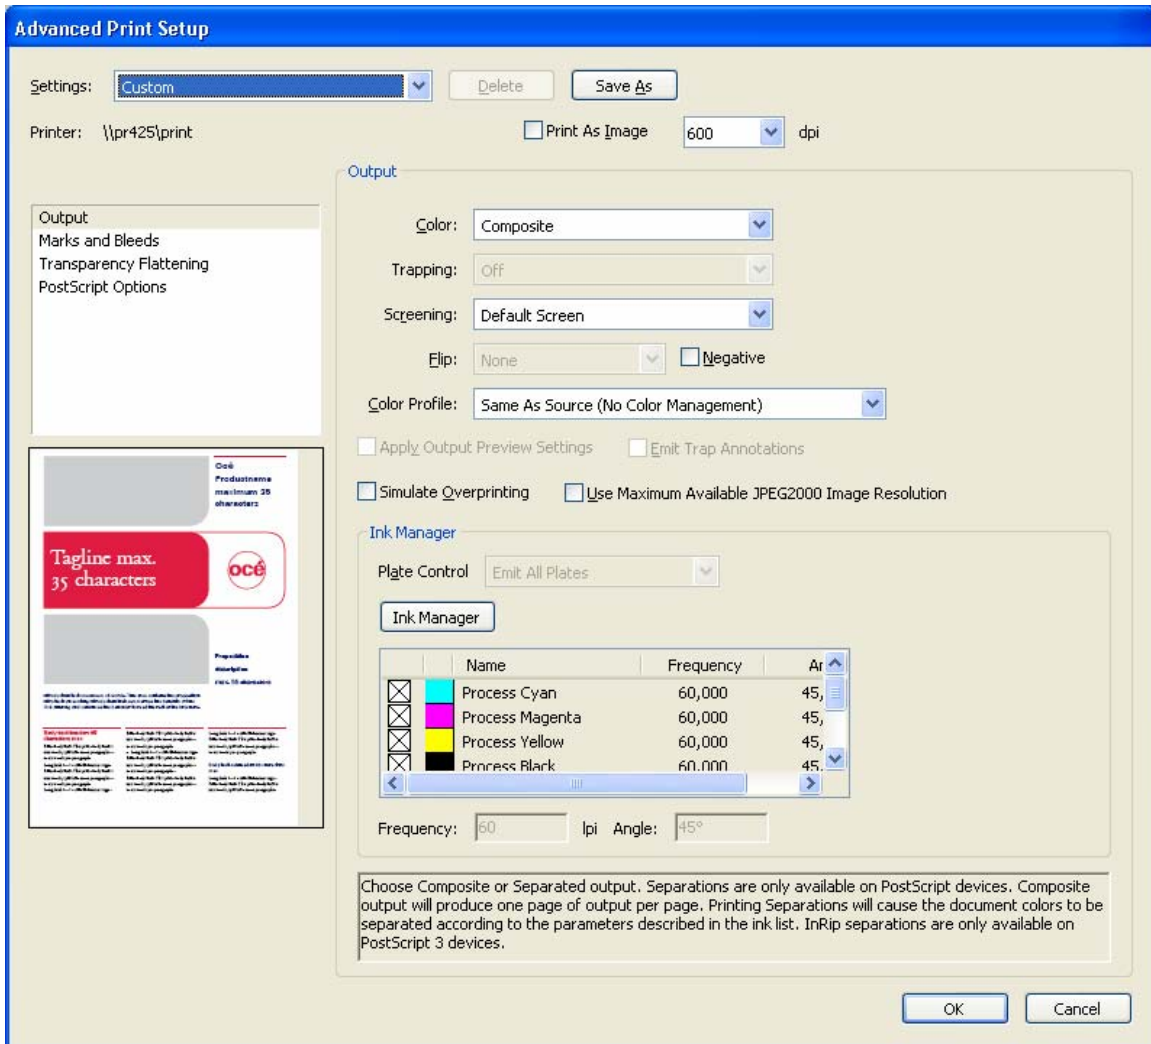 Advanced Print Setup
Settings: Custom Delete Save As
Printer: \\pr425\print Print As Image 600 dpi
Output
Marks and Bleeds
Transparency Flattening
PostScript Options
Océ
Productname
maximum 35
characters
Tagline max.
35 characters
océ
Output
Color: Composite
Trapping: Off
Screening: Default Screen
Flip: None Negative
Color Profile: Same As Source (No Color Management)
Apply Output Preview Settings Emit Trap Annotations
Simulate Overprinting Use Maximum Available JPEG2000 Image Resolution
Ink Manager
Plate Control Emit All Plates
Ink Manager
Name Frequency
Process Cyan 60,000 45,
Process Magenta 60,000 45,
Process Yellow 60,000 45,
Process Black 60,000 45,
Frequency: 60 lpi Angle: 45°
Choose Composite or Separated output. Separations are only available on PostScript devices. Composite
output will produce one page of output per page. Printing Separations will cause the document colors to be
separated according to the parameters described in the ink list. InRip separations are only available on
PostScript 3 devices.
OK Cancel